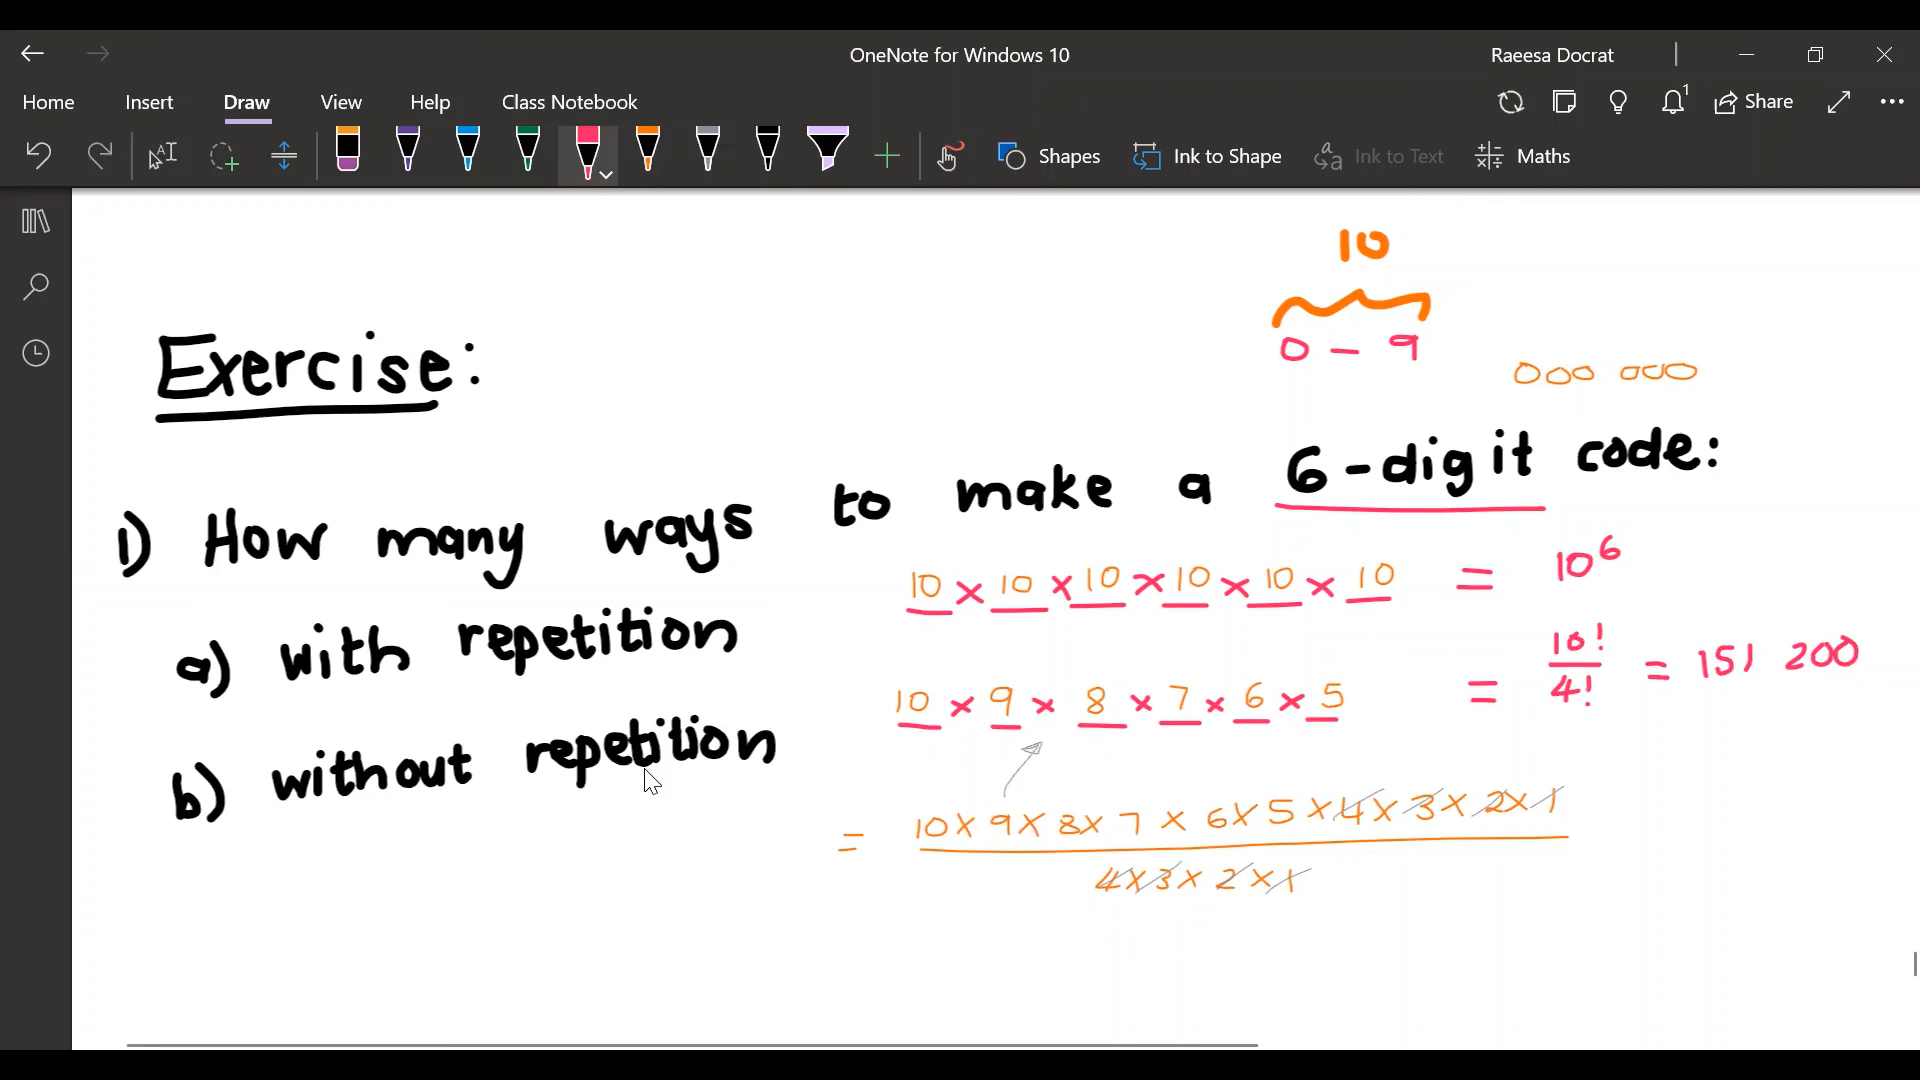 OneNote for Windows 10
Raeesa Docrat
Home Insert Draw View Help Class Notebook
1 Share
Shapes Ink to Shape Ink to Text Maths
10
0 - 9
Exercise:
000 000
1) How many ways to make a 6-digit code:
a) with repetition
10 × 10 × 10 × 10 × 10 × 10 = 10⁶
b) without repetition
10 × 9 × 8 × 7 × 6 × 5 = 10!/4! = 151 200
= 10 × 9 × 8 × 7 × 6 × 5 × 4 × 3 × 2 × 1
4 × 3 × 2 × 1